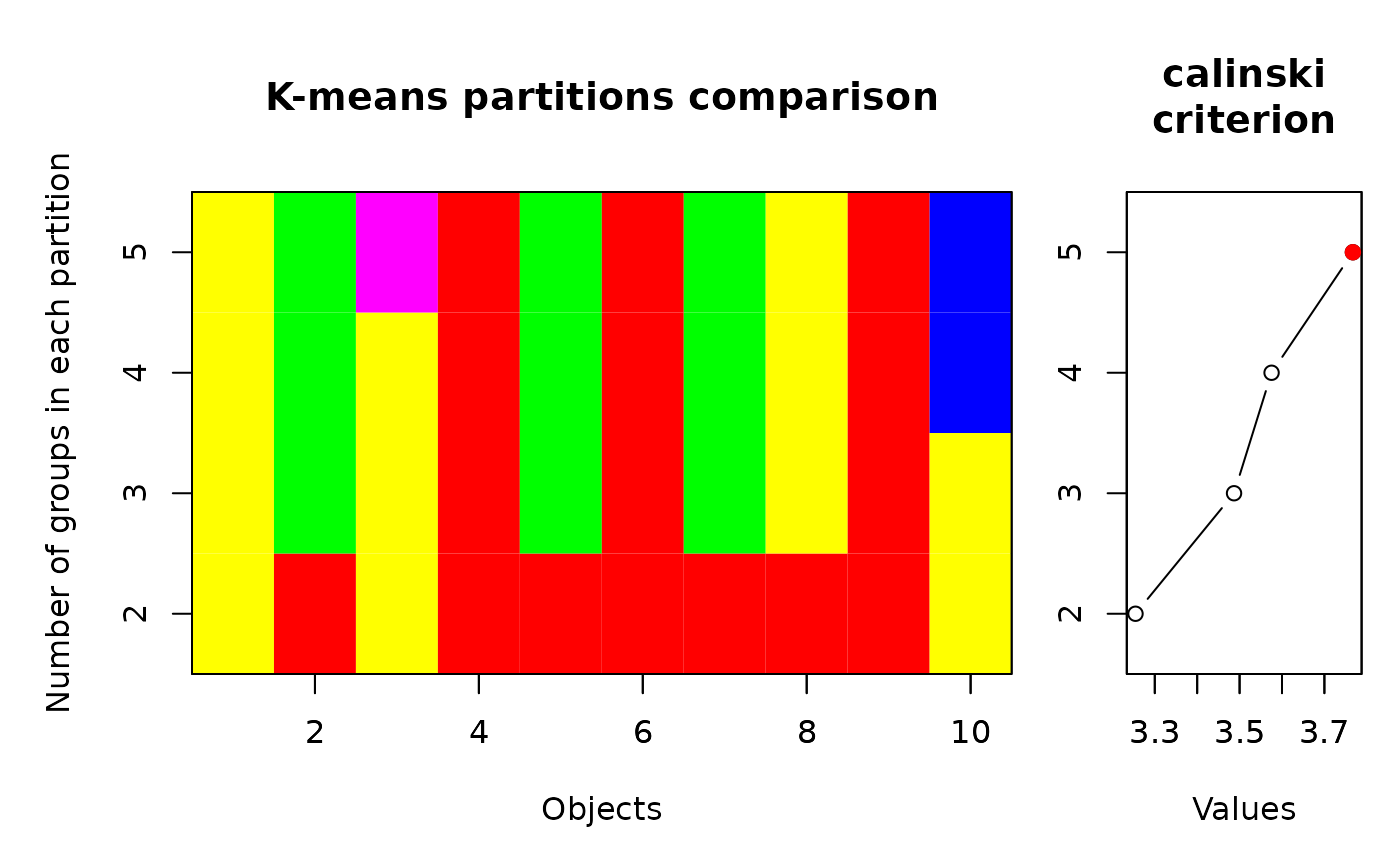 K-means partitions comparison
Number of groups in each partition
5
4
3
2
2 4 6 8 10
Objects
calinski
criterion
5
4
3
2
3.3 3.5 3.7
Values